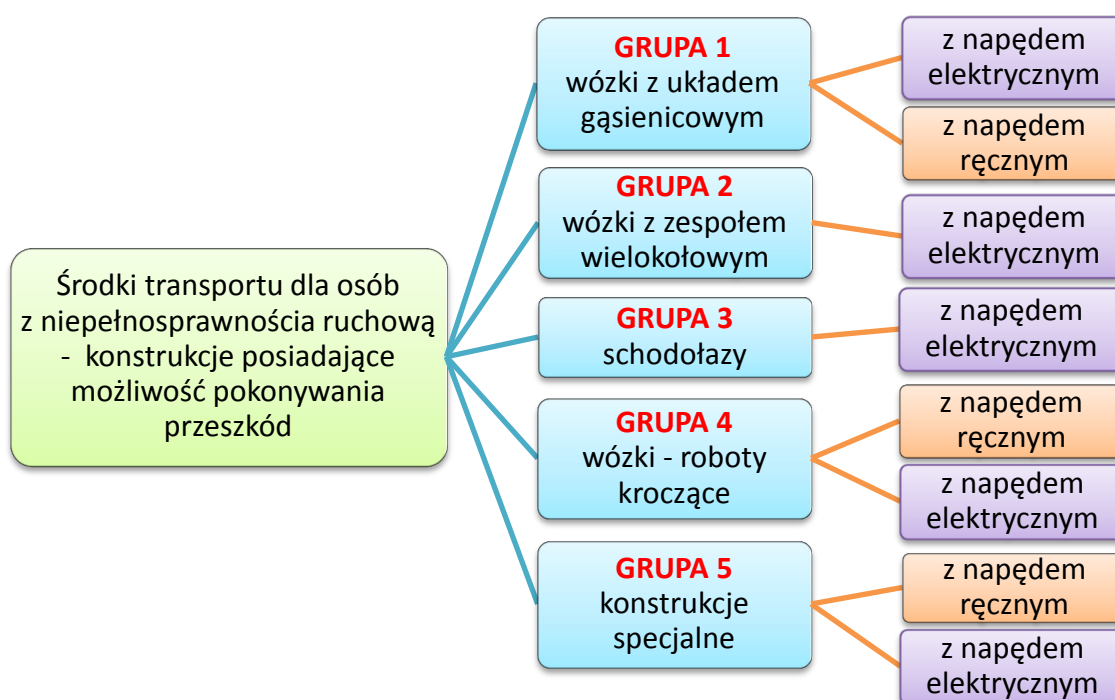 Środki transportu dla osób
z niepełnosprawnościa ruchową
- konstrukcje posiadające
możliwość pokonywania
przeszkód
GRUPA 1
wózki z układem
gąsienicowym
z napędem
elektrycznym
z napędem
ręcznym
GRUPA 2
wózki z zespołem
wielokołowym
z napędem
elektrycznym
GRUPA 3
schodołazy
z napędem
elektrycznym
GRUPA 4
wózki - roboty
kroczące
z napędem
ręcznym
z napędem
elektrycznym
GRUPA 5
konstrukcje
specjalne
z napędem
ręcznym
z napędem
elektrycznym